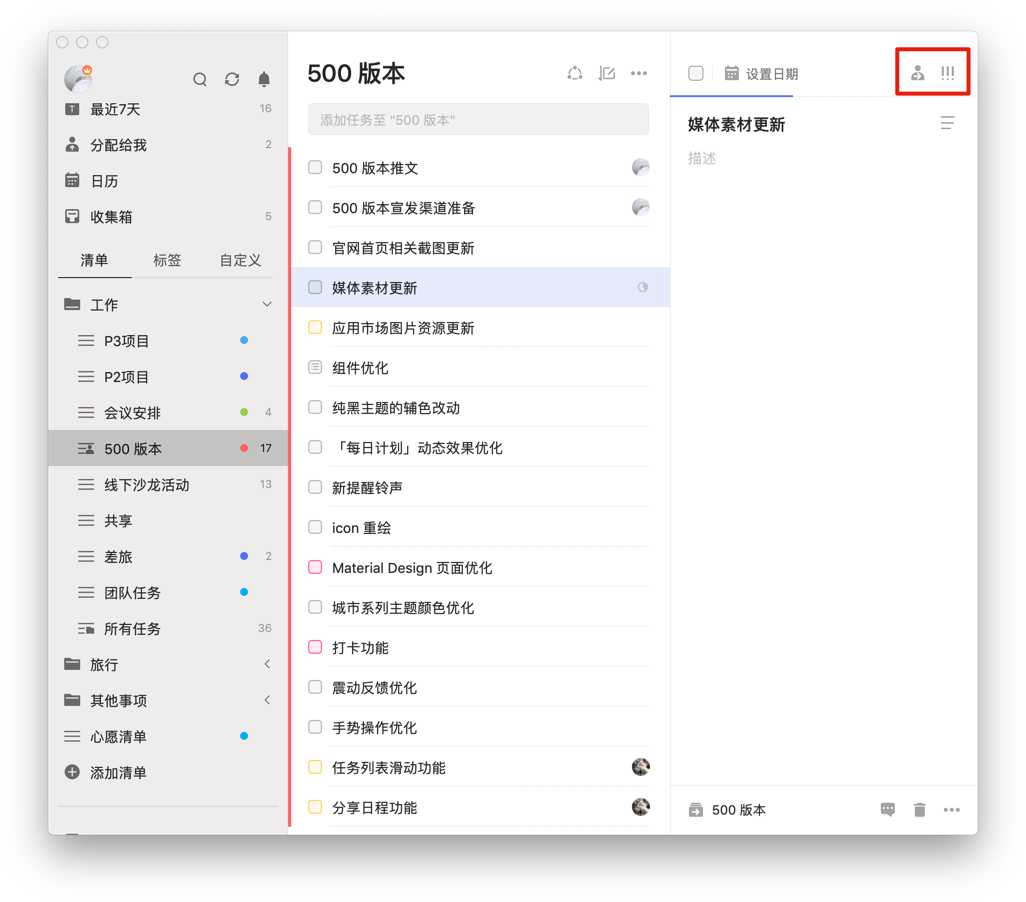 最近7天 16
分配给我 2
日历
收集箱 5
清单 标签 自定义
工作
P3项目
P2项目
会议安排 4
500 版本 17
线下沙龙活动 13
共享
差旅 2
团队任务
所有任务 36
旅行
其他事项
心愿清单
添加清单
500 版本
添加任务至 "500 版本"
500 版本推文
500 版本宣发渠道准备
官网首页相关截图更新
媒体素材更新
应用市场图片资源更新
组件优化
纯黑主题的辅色改动
「每日计划」动态效果优化
新提醒铃声
icon 重绘
Material Design 页面优化
城市系列主题颜色优化
打卡功能
震动反馈优化
手势操作优化
任务列表滑动功能
分享日程功能
设置日期
媒体素材更新
描述
500 版本